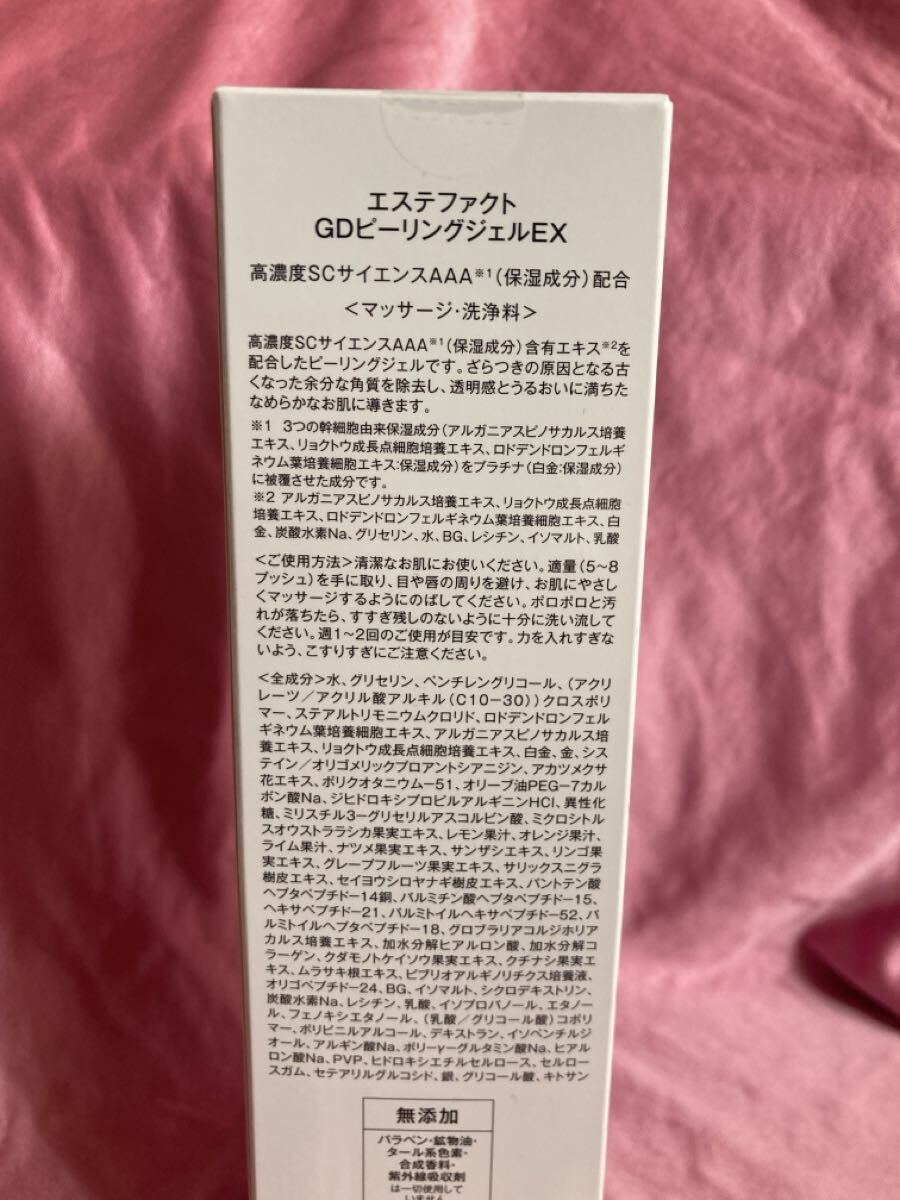 エステファクト
GDピーリングジェルEX
高濃度SCサイエンスAAA※1(保湿成分)配合
<マッサージ・洗浄料>
高濃度SCサイエンスAAA※1(保湿成分)含有エキス※2を
配合したピーリングジェルです。ざらつきの原因となる古
くなった余分な角質を除去し、透明感とうるおいに満ちた
なめらかなお肌に導きます。
※1 3つの幹細胞由来保湿成分(アルガニアスピノサカルス培養
エキス、リョクトウ成長点細胞培養エキス、ロドデンドロンフェルギ
ネウム葉培養細胞エキス:保湿成分)をプラチナ(白金:保湿成分)
に被覆させた成分です。
※2 アルガニアスピノサカルス培養エキス、リョクトウ成長点細胞
培養エキス、ロドデンドロンフェルギネウム葉培養細胞エキス、白
金、炭酸水素Na、グリセリン、水、BG、レシチン、イソマルト、乳酸
<ご使用方法>清潔なお肌にお使いください。適量(5~8
プッシュ)を手に取り、目や唇の周りを避け、お肌にやさし
くマッサージするようにのばしてください。ポロポロと汚
れが落ちたら、すすぎ残しのないように十分に洗い流して
ください。週1~2回のご使用が目安です。力を入れすぎな
いよう、こすりすぎにご注意ください。
<全成分>水、グリセリン、ペンチレングリコール、(アクリ
レーツ/アクリル酸アルキル(C10-30))クロスポリ
マー、ステアルトリモニウムクロリド、ロドデンドロンフェル
ギネウム葉培養細胞エキス、アルガニアスピノサカルス培
養エキス、リョクトウ成長点細胞培養エキス、白金、金、シス
テイン/オリゴメリックプロアントシアニジン、アカツメクサ
花エキス、ポリクオタニウム-51、オリーブ油PEG-7カル
ボン酸Na、ジヒドロキシプロピルアルギニンHCl、異性化
糖、ミリスチル3-グリセリルアスコルビン酸、ミクロシトル
スオウストララシカ果実エキス、レモン果汁、オレンジ果汁、
ライム果汁、ナツメ果実エキス、サンザシエキス、リンゴ果
実エキス、グレープフルーツ果実エキス、サリックスニグラ
樹皮エキス、セイヨウシロヤナギ樹皮エキス、パントテン酸
ヘプタペプチド-14銅、パルミチン酸ヘプタペプチド-15、
ヘキサペプチド-21、パルミトイルヘキサペプチド-52、パ
ルミトイルヘプタペプチド-18、グロブラリアコルジホリア
カルス培養エキス、加水分解ヒアルロン酸、加水分解コ
ラーゲン、クダモノトケイソウ果実エキス、クチナシ果実エ
キス、ムラサキ根エキス、ビブリオアルギノリチクス培養液、
オリゴペプチド-24、BG、イソマルト、シクロデキストリン、
炭酸水素Na、レシチン、乳酸、イソプロパノール、エタノー
ル、フェノキシエタノール、(乳酸/グリコール酸)コポリ
マー、ポリビニルアルコール、デキストラン、イソペンチルジ
オール、アルギン酸Na、ポリ-γ-グルタミン酸Na、ヒアル
ロン酸Na、PVP、ヒドロキシエチルセルロース、セルロー
スガム、セテアリルグルコシド、銀、グリコール酸、キトサン
無添加
パラベン・鉱物油・
タール系色素・
合成香料・
紫外線吸収剤
は一切使用して
いません